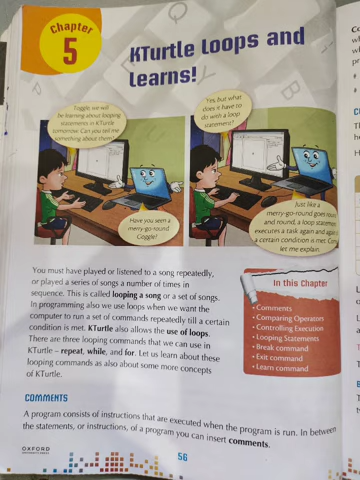 Chapter
5
KTurtle Loops and
Learns!
Toggle, we will
be learning about looping
statements in KTurtle
tomorrow. Can you tell me
something about them?
Have you seen a
merry-go-round,
Coggle?
Yes but what
does it have to
do with a loop
statement?
Just like a
merry-go-round goes round
and round, a loop statement
executes a task again and again
a certain condition is met. Come
let me explain.
You must have played or listened to a song repeatedly,
or played a series of songs a number of times in
sequence. This is called looping a song or a set of songs.
In programming also we use loops when we want the
computer to run a set of commands repeatedly till a certain
condition is met. KTurtle also allows the use of loops.
There are three looping commands that we can use in
KTurtle – repeat, while, and for. Let us learn about these
looping commands as also about some more concepts
of KTurtle.
In this Chapter
• Comments
• Comparing Operators
• Controlling Execution
• Looping Statements
• Break command
• Exit command
• Learn command
COMMENTS
A program consists of instructions that are executed when the program is run. In between
the statements, or instructions, of a program you can insert comments.
OXFORD
UNIVERSITY PRESS
56